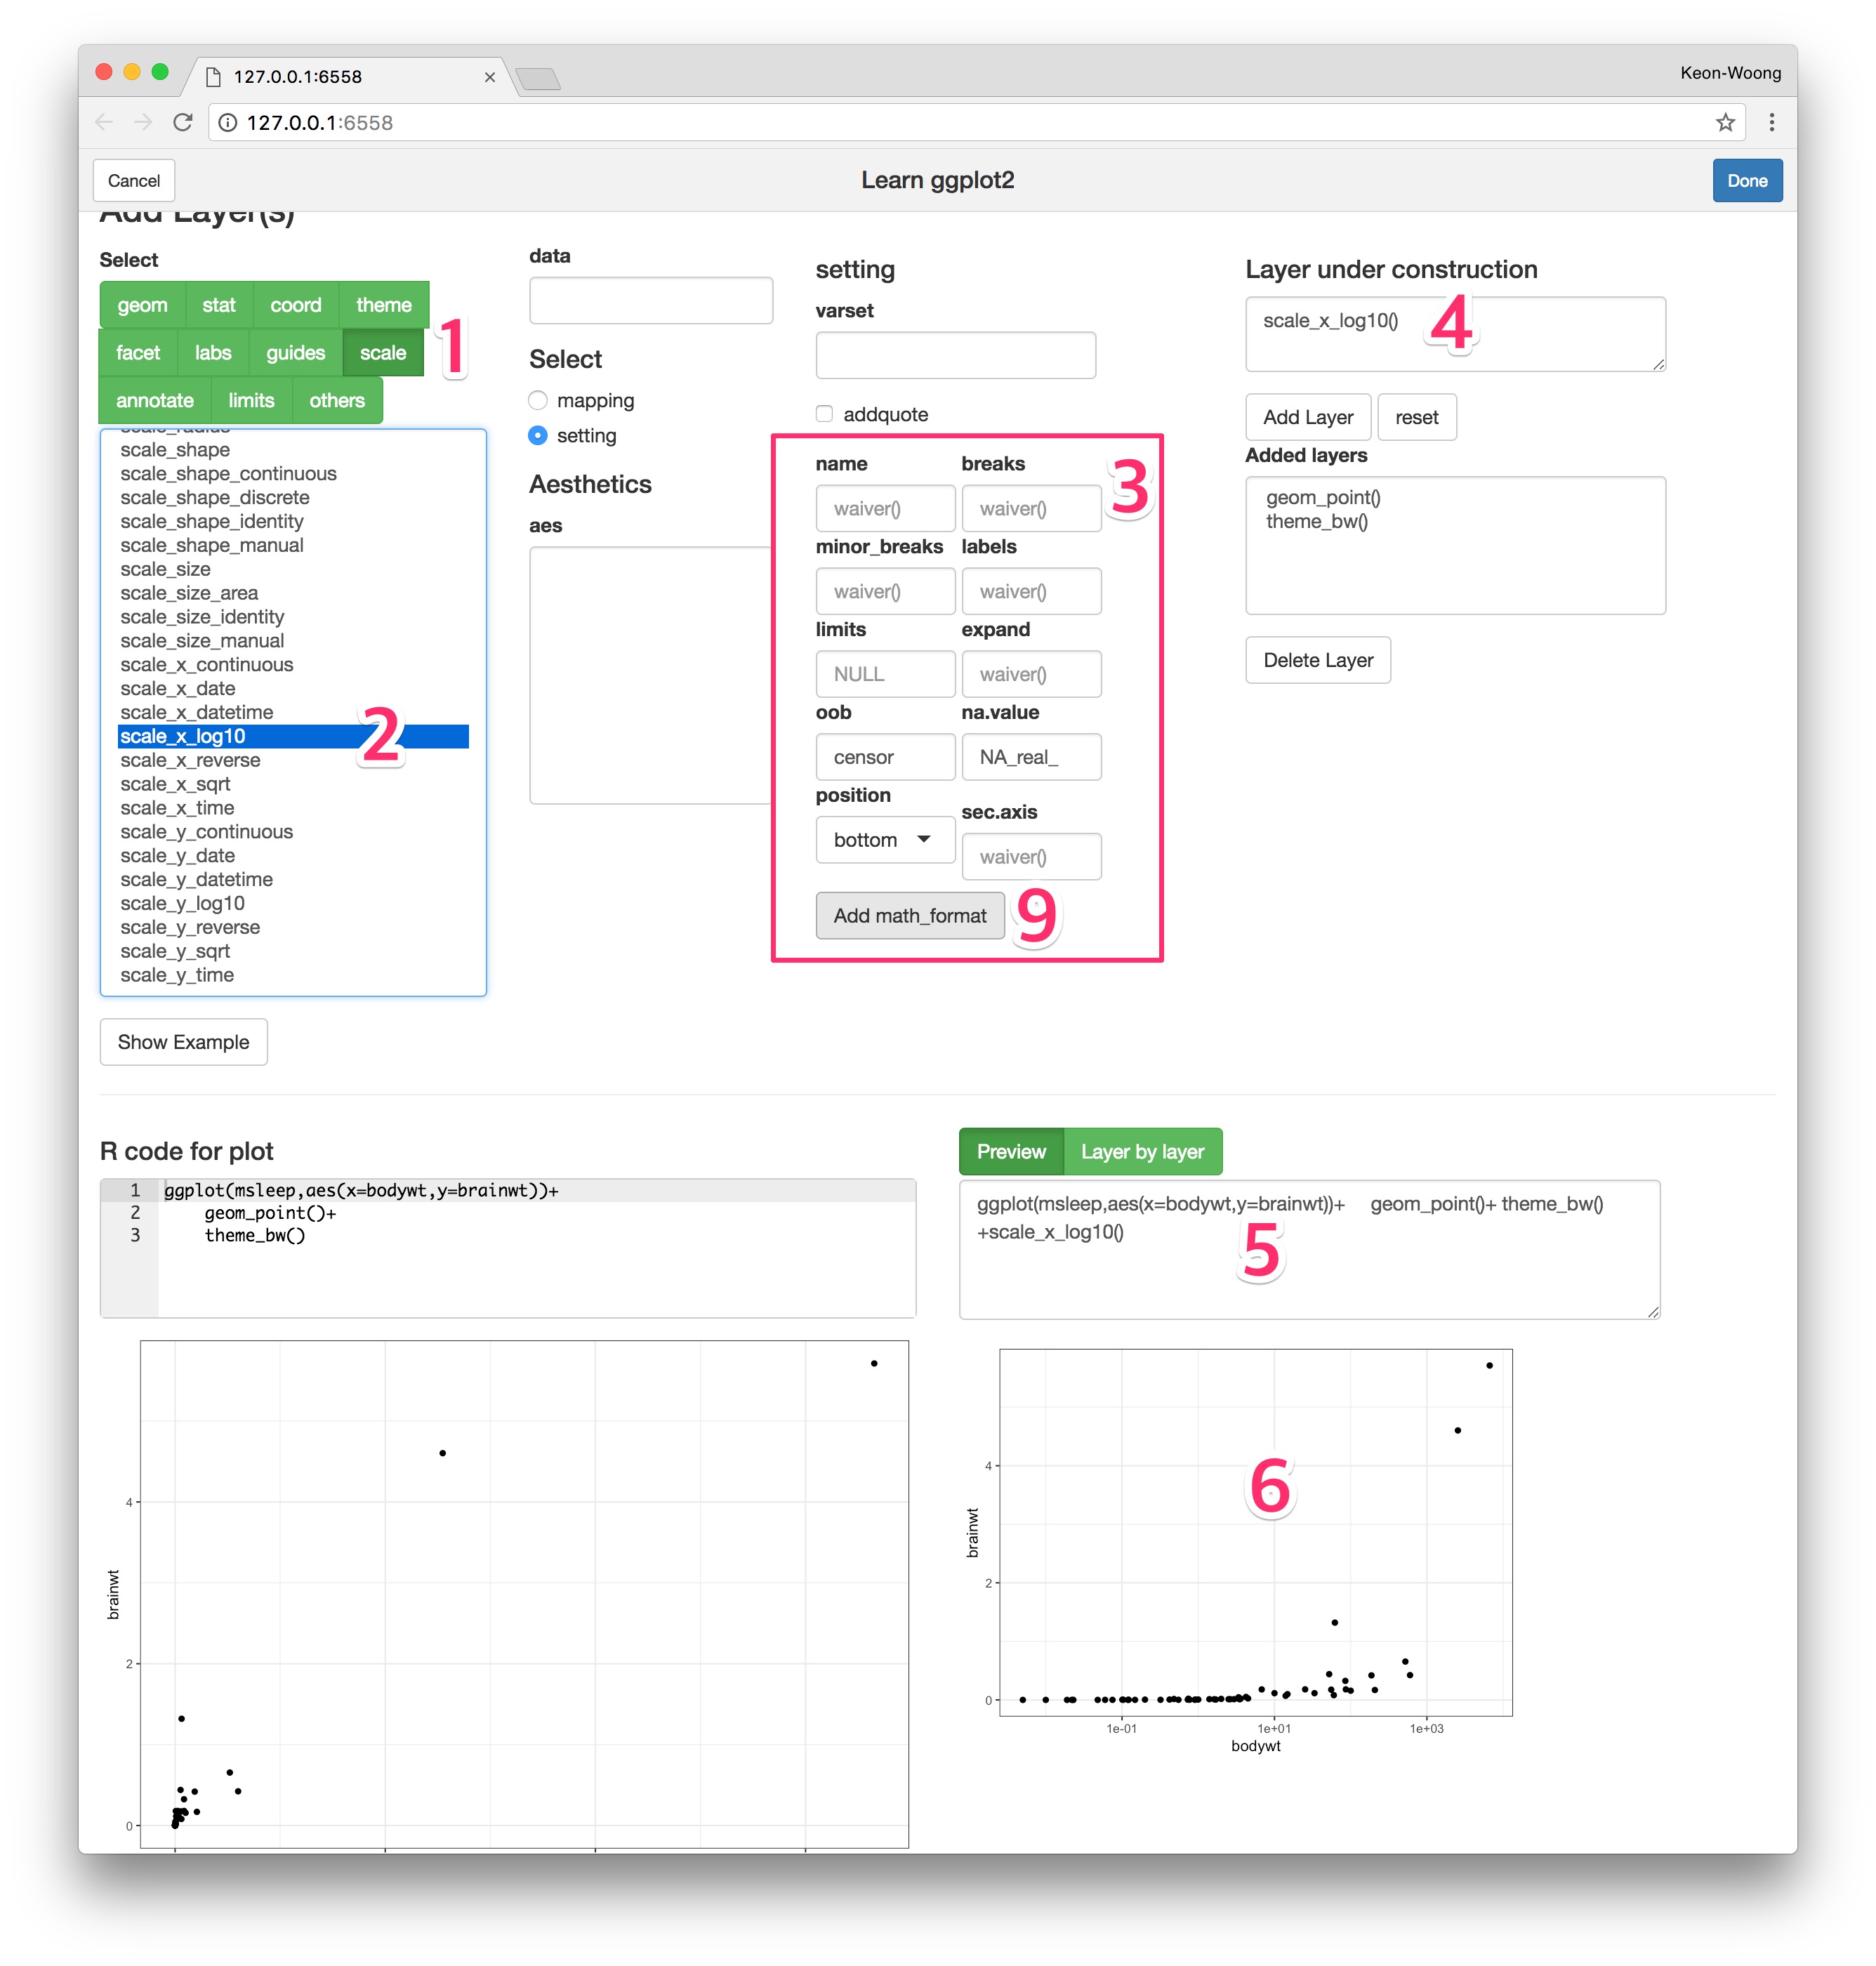 127.0.0.1:6558
Keon-Woong
127.0.0.1:6558
Cancel
Learn ggplot2
Done
Add Layer(s)
Select
geom stat coord theme
facet labs guides scale
annotate limits others
1
scale_radius
scale_shape
scale_shape_continuous
scale_shape_discrete
scale_shape_identity
scale_shape_manual
scale_size
scale_size_area
scale_size_identity
scale_size_manual
scale_x_continuous
scale_x_date
scale_x_datetime
scale_x_log10
2
scale_x_reverse
scale_x_sqrt
scale_x_time
scale_y_continuous
scale_y_date
scale_y_datetime
scale_y_log10
scale_y_reverse
scale_y_sqrt
scale_y_time
Show Example
data
Select
mapping
setting
Aesthetics
aes
setting
varset
addquote
name breaks
waiver() waiver()
3
minor_breaks labels
waiver() waiver()
limits expand
NULL waiver()
oob na.value
censor NA_real_
position sec.axis
bottom waiver()
Add math_format
9
Layer under construction
scale_x_log10()
4
Add Layer reset
Added layers
geom_point()
theme_bw()
Delete Layer
R code for plot
1 ggplot(msleep,aes(x=bodywt,y=brainwt))+
2 geom_point()+
3 theme_bw()
Preview Layer by layer
ggplot(msleep,aes(x=bodywt,y=brainwt))+ geom_point()+ theme_bw()
+scale_x_log10()
5
4
2
0
brainwt
6
4
2
0
brainwt
1e-01 1e+01 1e+03
bodywt